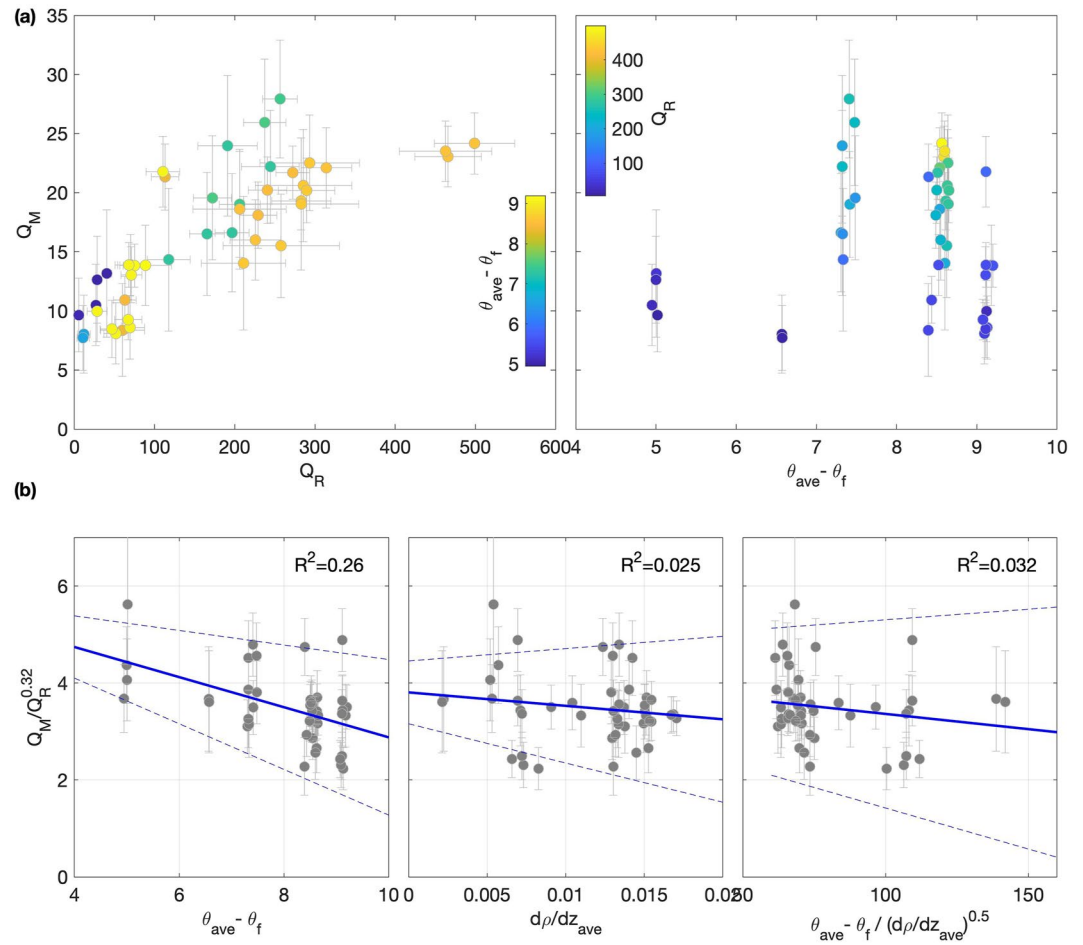 (a)
35
30
25
20
15
10
5
0
Q_M
0 100 200 300 400 500 600
Q_R
9
8
7
6
5
θ_ave - θ_f
400
300
200
100
Q_R
4 5 6 7 8 9 10
θ_ave - θ_f
(b)
6
4
2
0
Q_M/Q_R^0.32
R²=0.26
4 6 8 10
θ_ave - θ_f
R²=0.025
0 0.005 0.01 0.015 0.02
dρ/dz_ave
R²=0.032
50 100 150
θ_ave - θ_f / (dρ/dz_ave)^0.5